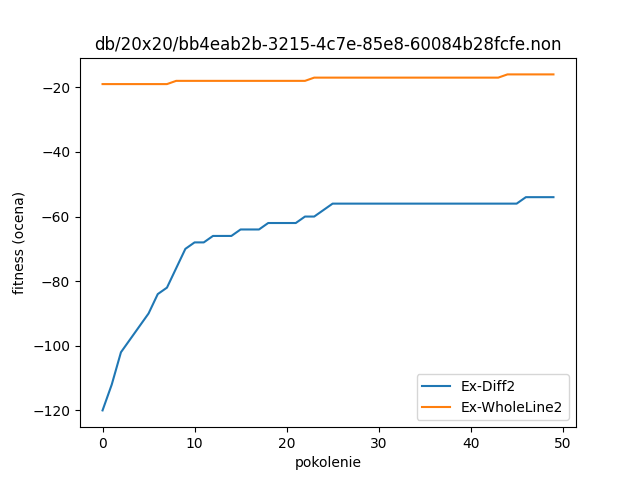 db/20x20/bb4eab2b-3215-4c7e-85e8-60084b28fcfe.non
−20
−40
−60
−80
−100
−120
fitness (ocena)
0 10 20 30 40 50
pokolenie
Ex-Diff2
Ex-WholeLine2